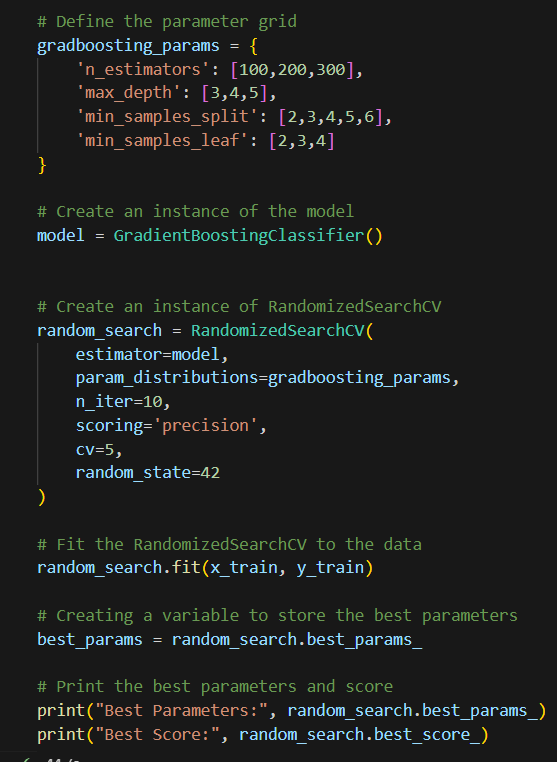 # Define the parameter grid
gradboosting_params = {
    'n_estimators': [100,200,300],
    'max_depth': [3,4,5],
    'min_samples_split': [2,3,4,5,6],
    'min_samples_leaf': [2,3,4]
}
# Create an instance of the model
model = GradientBoostingClassifier()
# Create an instance of RandomizedSearchCV
random_search = RandomizedSearchCV(
    estimator=model,
    param_distributions=gradboosting_params,
    n_iter=10,
    scoring='precision',
    cv=5,
    random_state=42
)
# Fit the RandomizedSearchCV to the data
random_search.fit(x_train, y_train)
# Creating a variable to store the best parameters
best_params = random_search.best_params_
# Print the best parameters and score
print("Best Parameters:", random_search.best_params_)
print("Best Score:", random_search.best_score_)